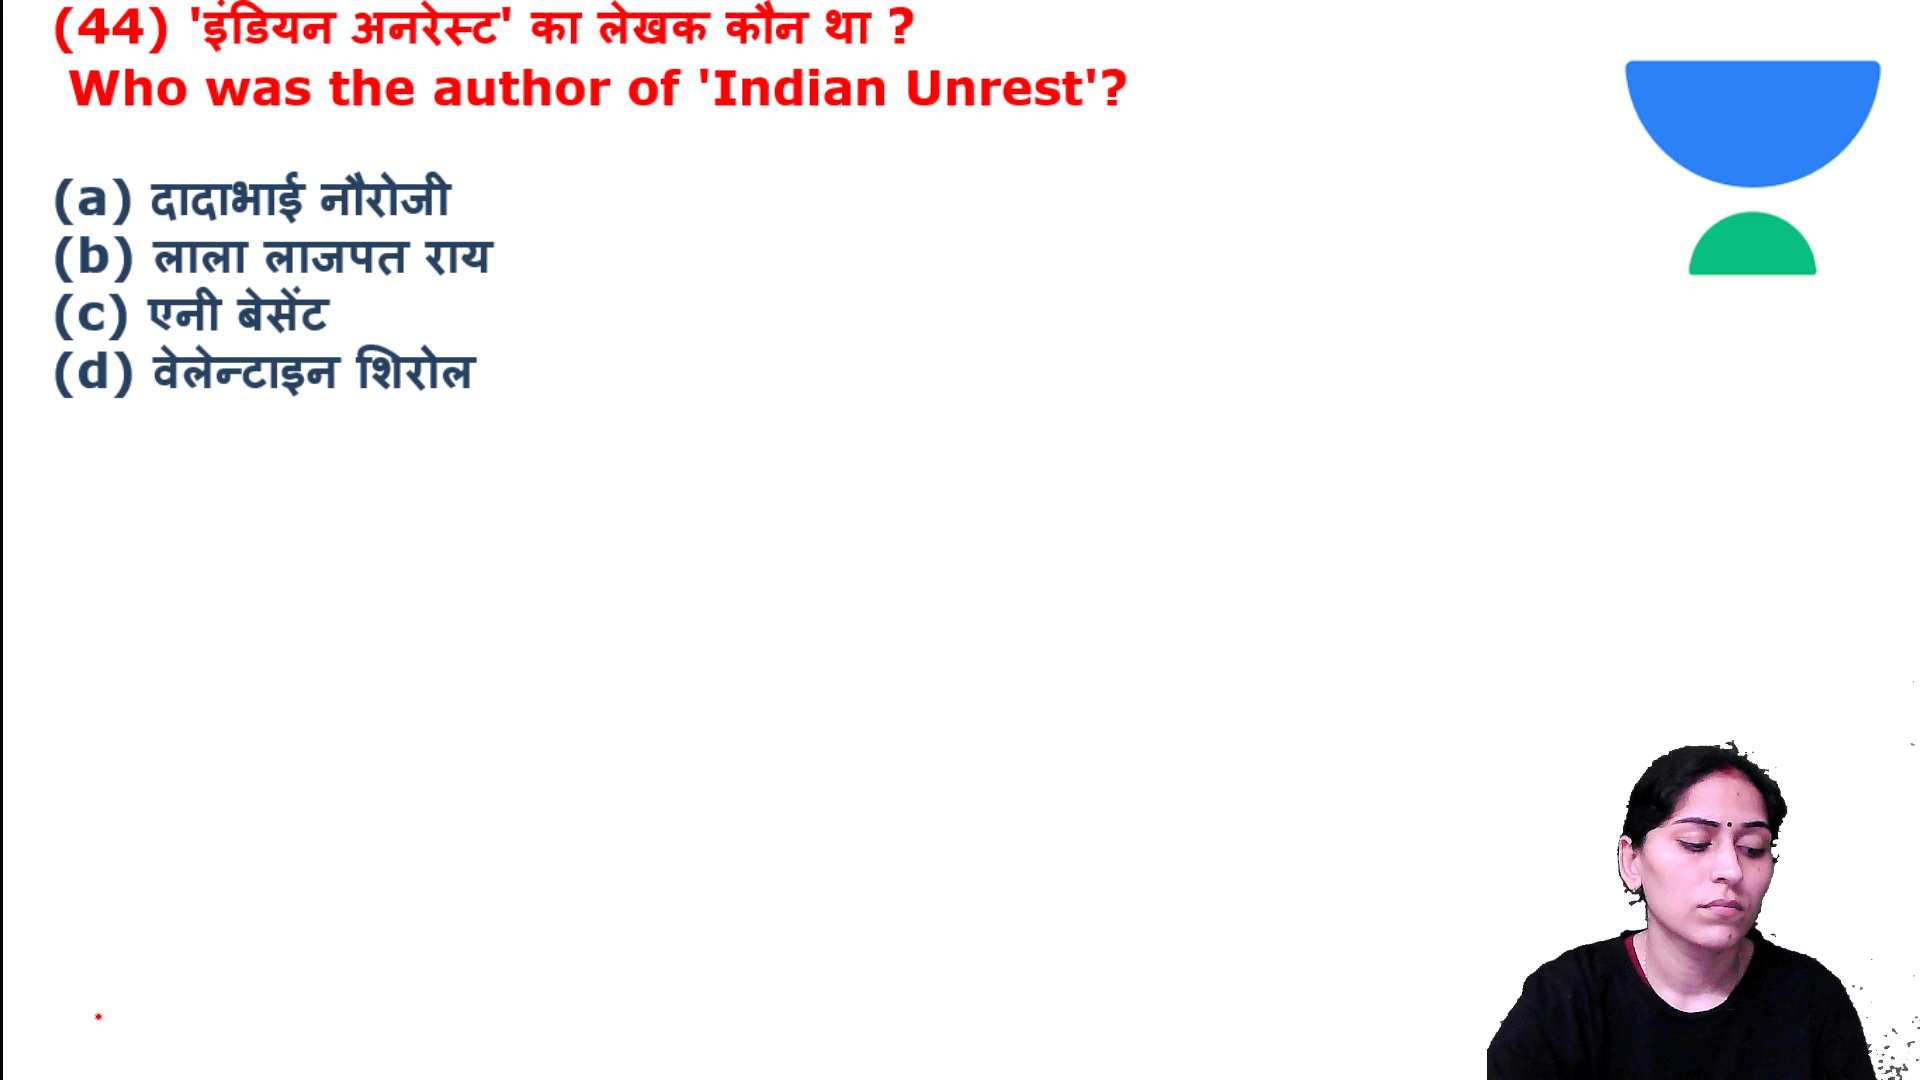 (44) 'इंडियन अनरेस्ट' का लेखक कौन था ?
Who was the author of 'Indian Unrest'?
(a) दादाभाई नौरोजी
(b) लाला लाजपत राय
(c) एनी बेसेंट
(d) वेलेन्टाइन शिरोल